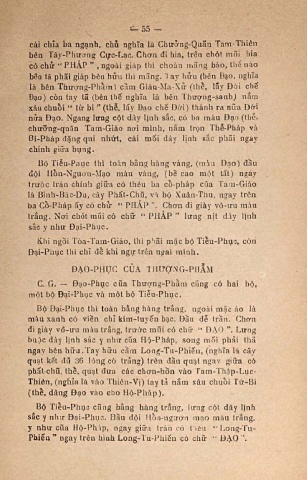 — 55 —
cái chia ba ngạnh, chủ nghĩa là Chưởng-Quản Tam-Thiên
bên Tây-Phương Cực-Lạc. Chơn đi hia, trên chót mũi hia
có chữ " PHÁP ", ngoài giáp thì choàn mãng bào, thế nào
bên tả phải giáp bên hữu thì mãng. Tay hữu (bên Đạo, nghĩa
là bên Thượng-Phẩm) cầm Giáng-Ma-Xử (thế, lấy Đời chế
Đạo) còn tay tả (bên thế nghĩa là bên Thượng-sanh) nắm
xâu chuỗi " từ bi " (thế, lấy Đạo chế Đời) thành ra nửa Đời
nửa Đạo. Ngang lưng cột dây lịnh sắc, có ba màu Đạo (thế
chưởng-quản Tam-Giáo nơi mình, nắm trọn Thế-Pháp và
Bí-Pháp đặng qui nhứt, cái mối dây lịnh sắc phải ngay
chính giữa bụng.
Bộ Tiểu-Phục thì toàn bằng hàng vàng, (màu Đạo) đầu
đội Hỗn-Nguơn-Mạo màu vàng, (bề cao một tất) ngay
trước trán chính giữa có thêu ba cổ-pháp của Tam-Giáo
là Bình-Bát-Du, cây Phất-Chủ, và bộ Xuân-Thu, ngay trên
ba Cổ-Pháp ấy có chữ " PHÁP ". Chơn đi giày vô-ưu màu
trắng. Nơi chót mũi có chữ " PHÁP " lưng nịt dây lịnh
sắc y như Đại-Phục.
Khi ngồi Tòa-Tam-Giáo, thì phải mặc bộ Tiểu-Phục, còn
Đại-Phục thì chỉ để khi ngự trên ngai mình.
ĐẠO-PHỤC CỦA THƯỢNG-PHẨM
C. G. — Đạo-Phục của Thượng-Phẩm cũng có hai bộ,
một bộ Đại-Phục và một bộ Tiểu-Phục.
Bộ Đại-Phục thì toàn bằng hàng trắng, ngoài mặc áo là
màu xanh có viền chỉ kim-tuyến bạc. Đầu để trần. Chơn
đi giày vô-ưu màu trắng, trước mũi có chữ " ĐẠO ". Lưng
buộc dây lịnh sắc như của Hộ-Pháp, song mối phải thả
ngay bên hữu. Tay hữu cầm Long-Tu-Phiến, (nghĩa là cây
quạt kết đã 36 lông cò trắng) trên đầu quạt ngay giữa có
phất-chủ, thế, quạt đưa các chơn-hồn vào Tam-Thập-Lục-
Thiên, (nghĩa là vào Thiên-Vị) tay tả nắm xâu chuỗi Từ-Bi
(thế, dâng Đạo vào cho Hộ-Pháp).
Bộ Tiểu-Phục cũng bằng hàng trắng, lưng cột dây lịnh
sắc y như Đại-Phục. Đầu đội Hỗn-nguơn mạo hàng trắng,
y như của Hộ-Pháp, ngay giữa trán có thêu "Long-Tu-
Phiến" ngay trên hình Long-Tu-Phiến có chữ " ĐẠO ".